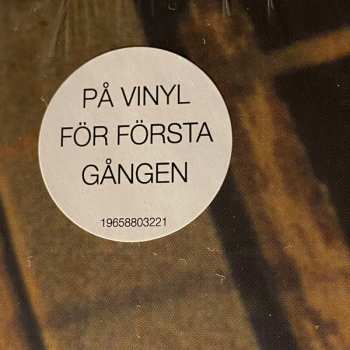 PÅ VINYL
FÖR FÖRSTA
GÅNGEN
19658803221